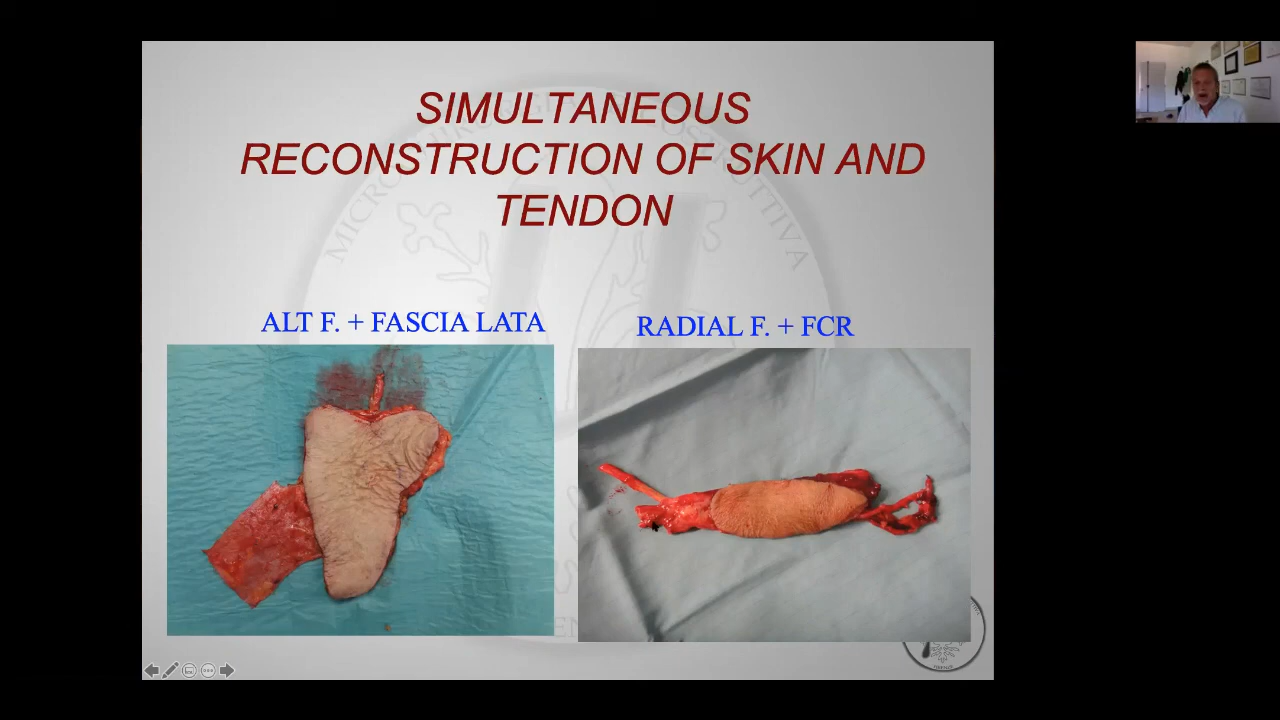 SIMULTANEOUS
RECONSTRUCTION OF SKIN AND
TENDON
ALT F. + FASCIA LATA
RADIAL F. + FCR